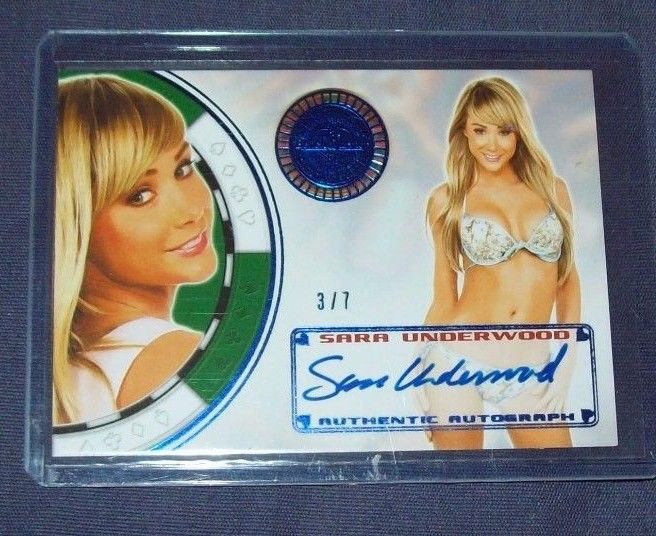 3/7
SARA UNDERWOOD
Sara Underwood
AUTHENTIC AUTOGRAPH